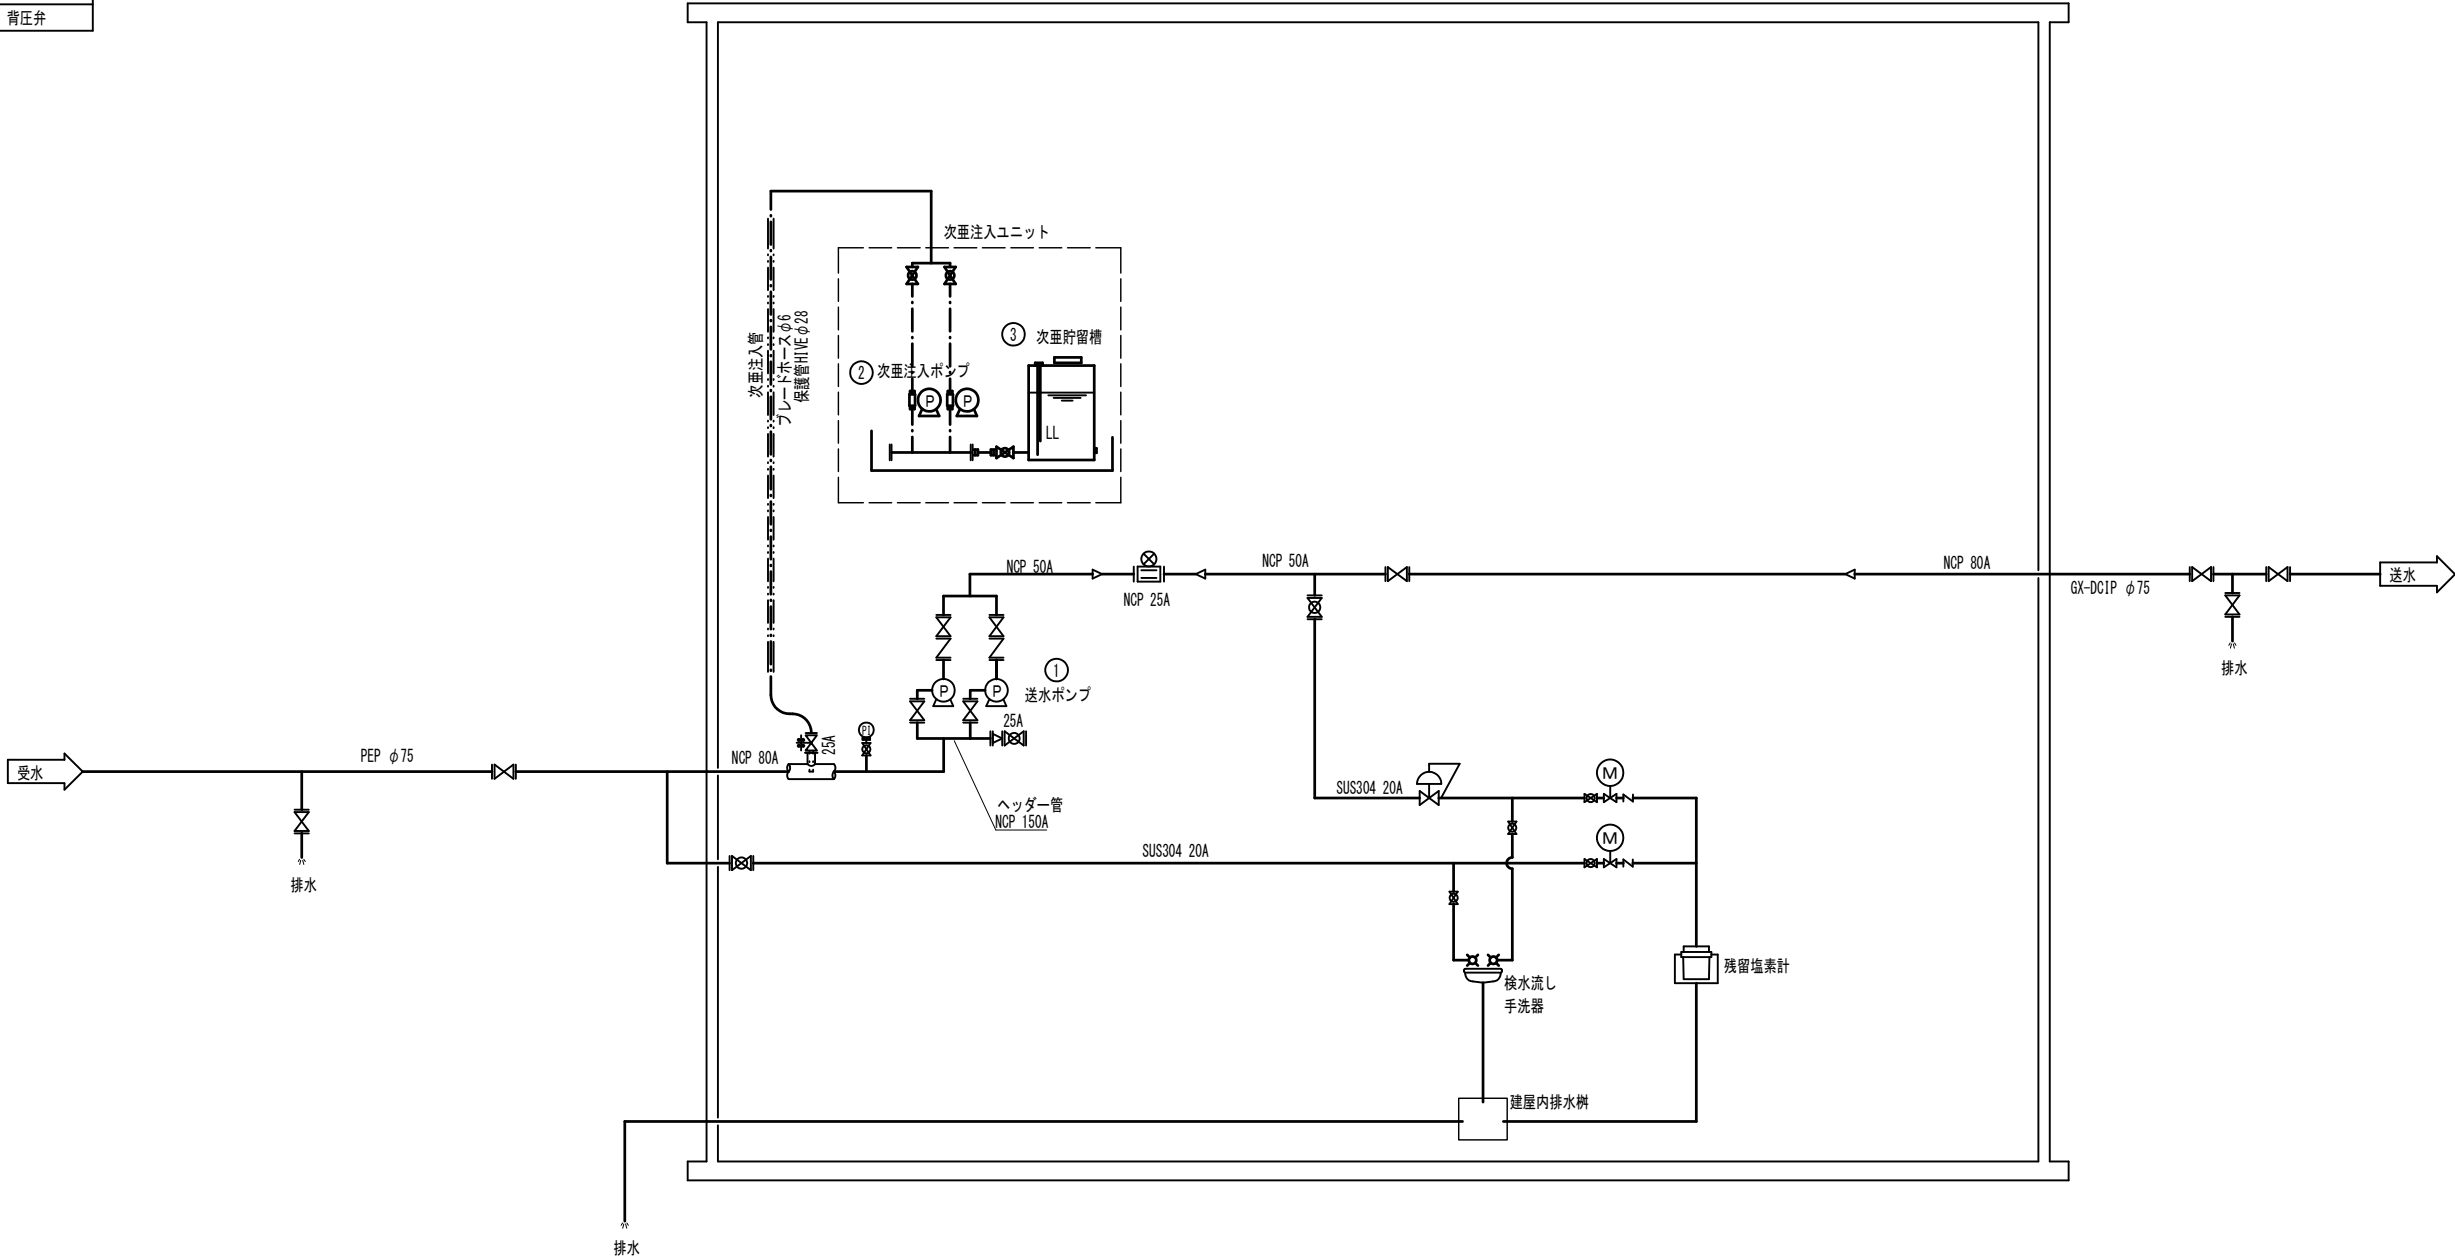 背圧弁
次亜注入ユニット
次亜注入管
ブレードホースφ6
保護管HIVEφ28
③ 次亜貯留槽
② 次亜注入ポンプ
P
P
LL
NCP 50A
NCP 25A
NCP 50A
NCP 80A
GX-DCIP φ75
送水
排水
①
送水ポンプ
P
P
25A
PI
25A
NCP 80A
PEP φ75
受水
排水
ヘッダー管
NCP 150A
SUS304 20A
M
M
SUS304 20A
残留塩素計
検水流し
手洗器
建屋内排水桝
排水